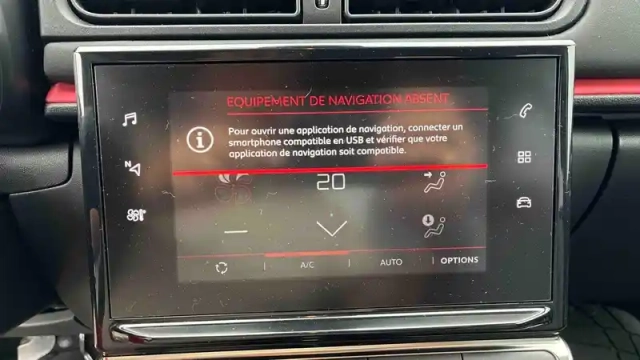 EQUIPEMENT DE NAVIGATION ABSENT
Pour ouvrir une application de navigation, connecter un
smartphone compatible en USB et vérifier que votre
application de navigation soit compatible.
N
20
A/C AUTO OPTIONS